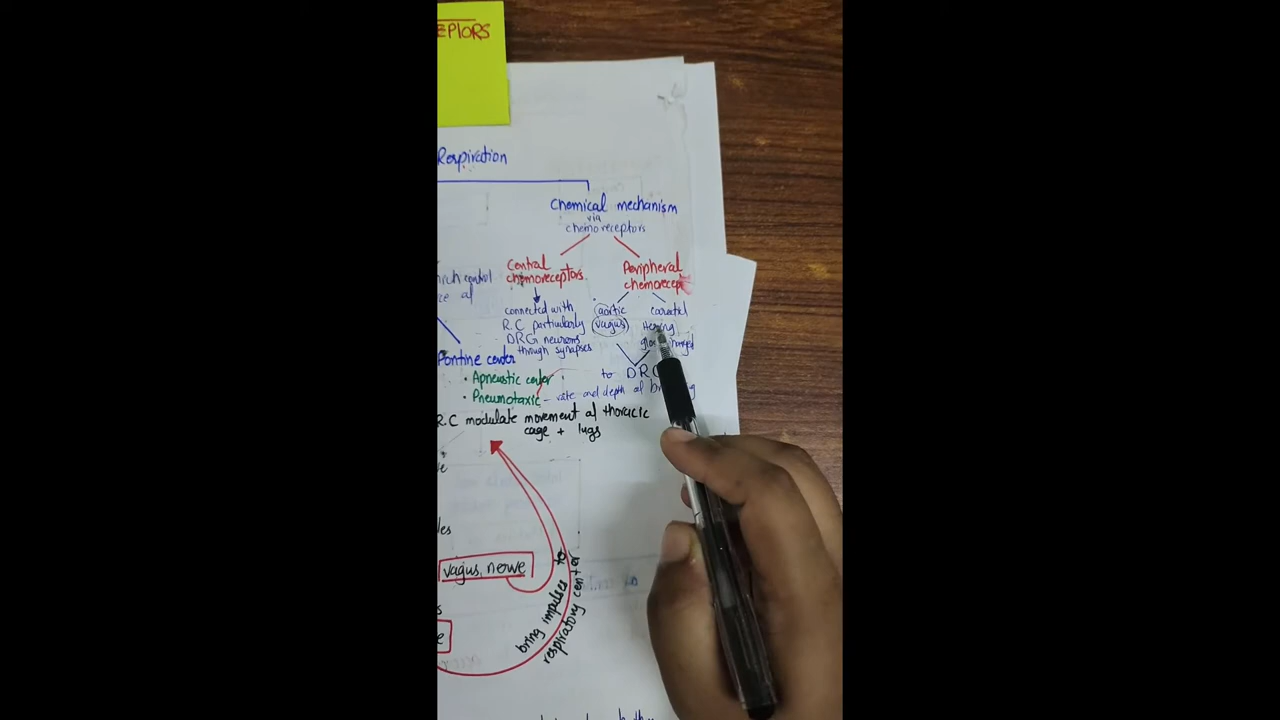 EPTORS
Respiration
Chemical mechanism
via
chemoreceptors
Central
chemoreceptors
Peripheral
chemorecept
connected with
R.C particularly
DRG neurons
through synapses
aortic
vagus
carotid
Hering
to DRG
rate and depth of
Pontine center
• Apneustic center
• Pneumotaxic
R.C modulate movement of thoracic
cage + lugs
vagus nerve
bring impulses to
respiratory center